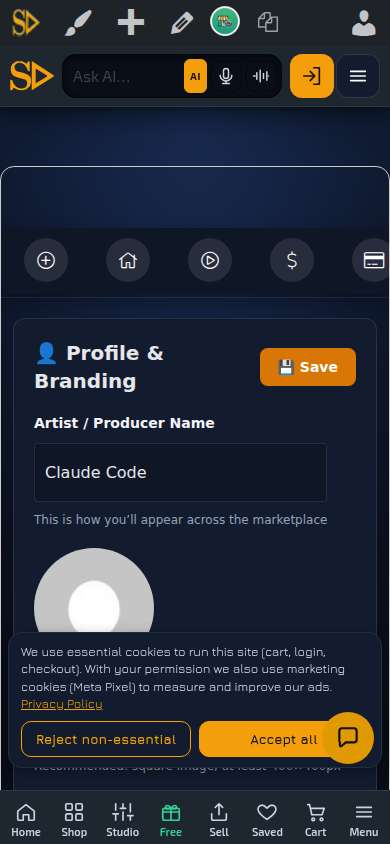 SD
SD
Ask AI...
AI
👤 Profile &
Branding
💾 Save
Artist / Producer Name
Claude Code
This is how you’ll appear across the marketplace
We use essential cookies to run this site (cart, login,
checkout). With your permission we also use marketing
cookies (Meta Pixel) to measure and improve our ads.
Privacy Policy
Reject non-essential
Accept all
Home
Shop
Studio
Free
Sell
Saved
Cart
Menu